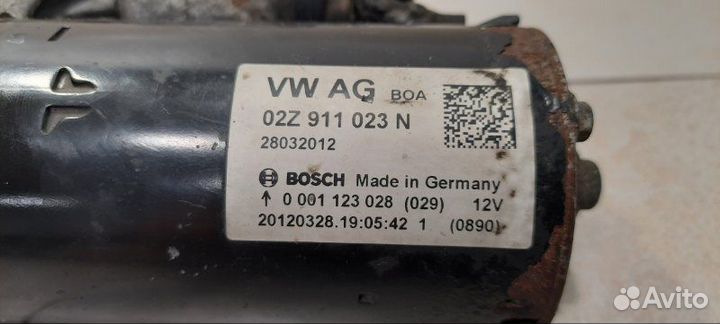 VW AG BOA
02Z 911 023 N
28032012
BOSCH Made in Germany
↑ 0 001 123 028 (029) 12V
20120328.19:05:42 1 (0890)
Avito